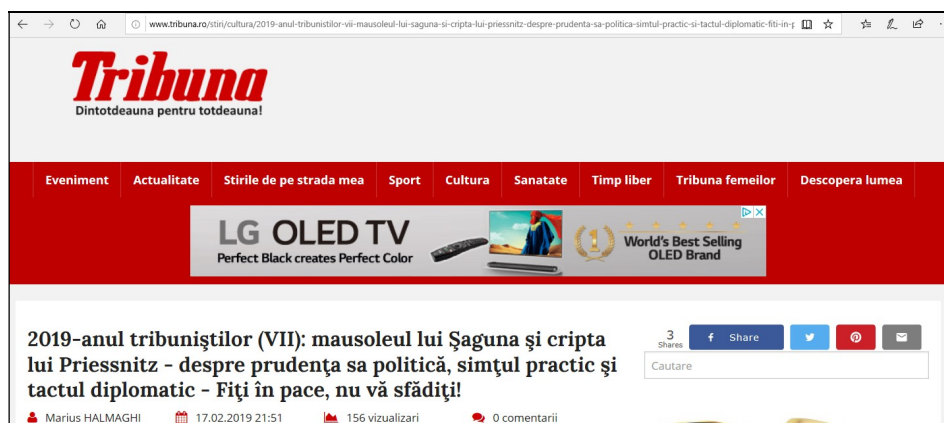 www.tribuna.ro/stiri/cultura/2019-anul-tribunistilor-vii-mausoleul-lui-saguna-si-cripta-lui-priessnitz-despre-prudenta-sa-politica-simtul-practic-si-tactul-diplomatic-fiti-in-p
Tribuna
Dintotdeauna pentru totdeauna!
Eveniment Actualitate Stirile de pe strada mea Sport Cultura Sanatate Timp liber Tribuna femeilor Descopera lumea
LG OLED TV
Perfect Black creates Perfect Color
1
World's Best Selling
OLED Brand
2019-anul tribuniştilor (VII): mausoleul lui Şaguna şi cripta
lui Priessnitz - despre prudenţa sa politică, simţul practic şi
tactul diplomatic - Fiţi în pace, nu vă sfădiţi!
Marius HALMAGHI 17.02.2019 21:51 156 vizualizari 0 comentarii
3
Shares
f Share
Cautare